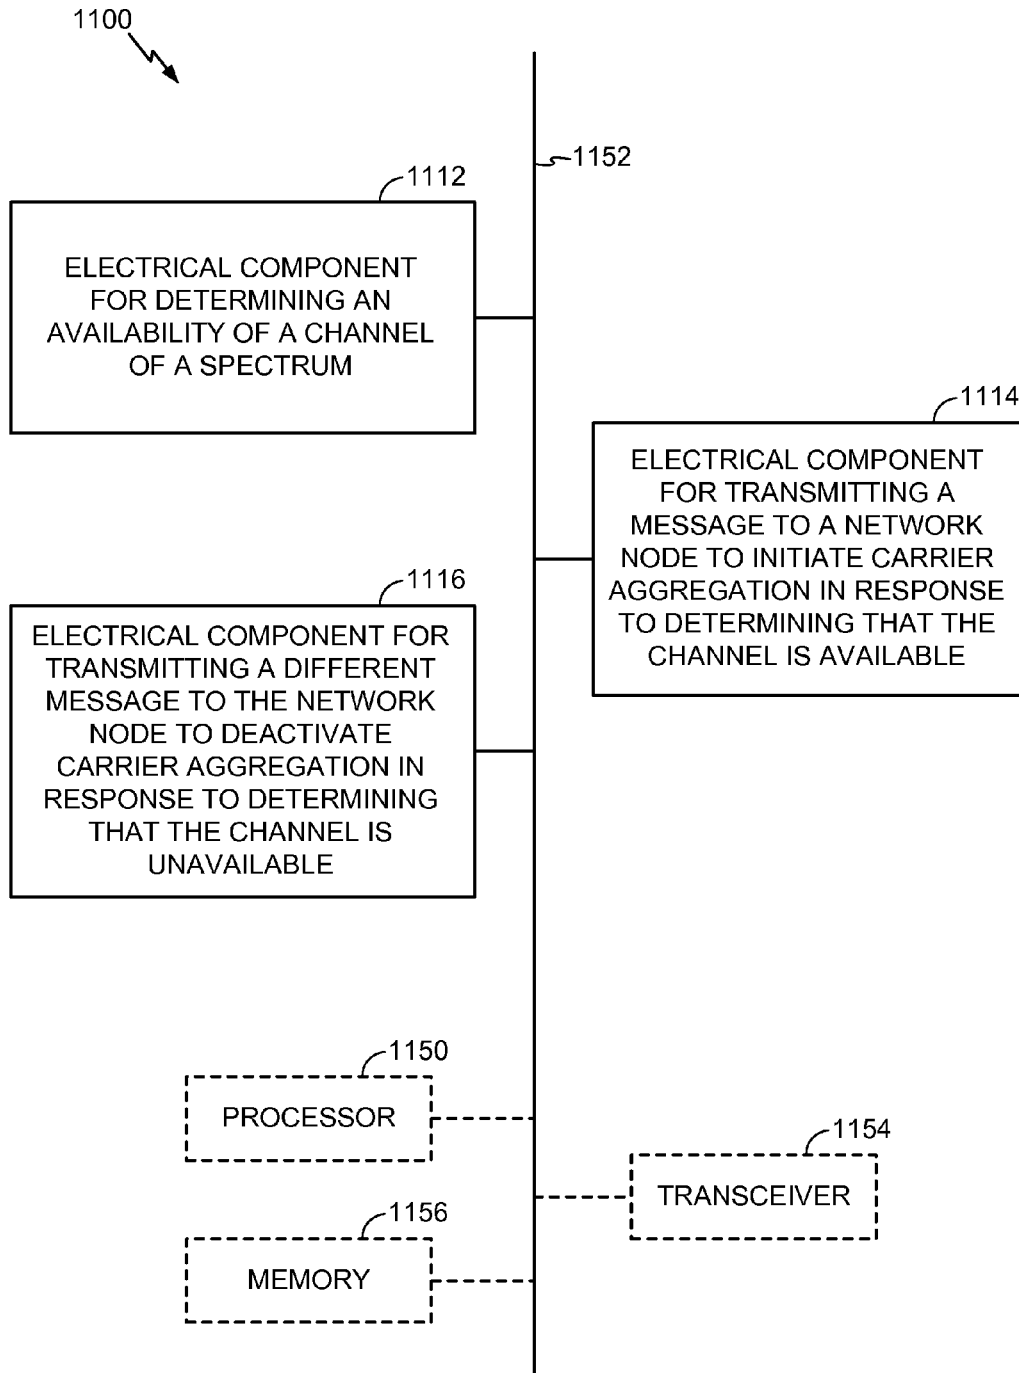 1100
1152
1112
ELECTRICAL COMPONENT
FOR DETERMINING AN
AVAILABILITY OF A CHANNEL
OF A SPECTRUM
1114
ELECTRICAL COMPONENT
FOR TRANSMITTING A
MESSAGE TO A NETWORK
NODE TO INITIATE CARRIER
AGGREGATION IN RESPONSE
TO DETERMINING THAT THE
CHANNEL IS AVAILABLE
1116
ELECTRICAL COMPONENT FOR
TRANSMITTING A DIFFERENT
MESSAGE TO THE NETWORK
NODE TO DEACTIVATE
CARRIER AGGREGATION IN
RESPONSE TO DETERMINING
THAT THE CHANNEL IS
UNAVAILABLE
1150
PROCESSOR
1154
TRANSCEIVER
1156
MEMORY